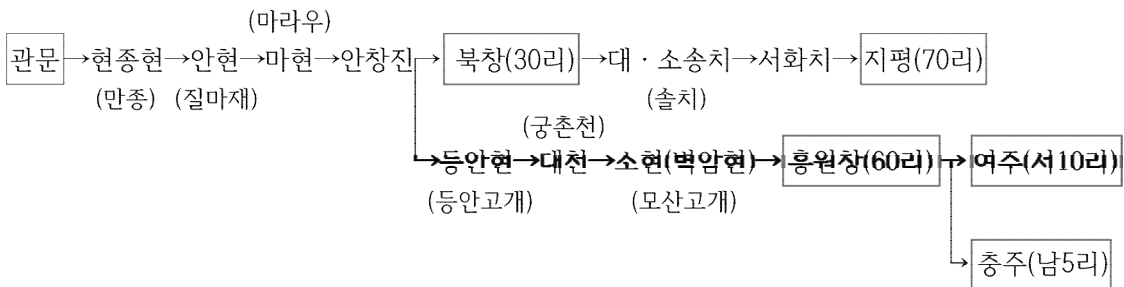 (마라우)
관문→현종현→안현→마현→안창진→북창(30리)→대 · 소송치→서화치→지평(70리)
(만종) (질마재) (솔치)
(궁촌천)
→등안현→대천→소현(벽암현)→흥원창(60리)→여주(서10리)
(등안고개) (모산고개)
→충주(남5리)